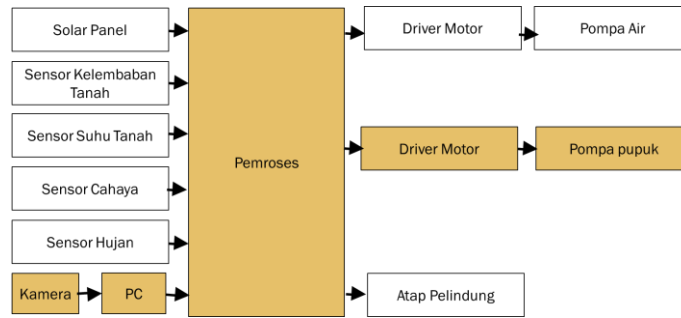 Solar Panel
Driver Motor
Pompa Air
Sensor Kelembaban
Tanah
Sensor Suhu Tanah
Pemroses
Driver Motor
Pompa pupuk
Sensor Cahaya
Sensor Hujan
Kamera
PC
Atap Pelindung